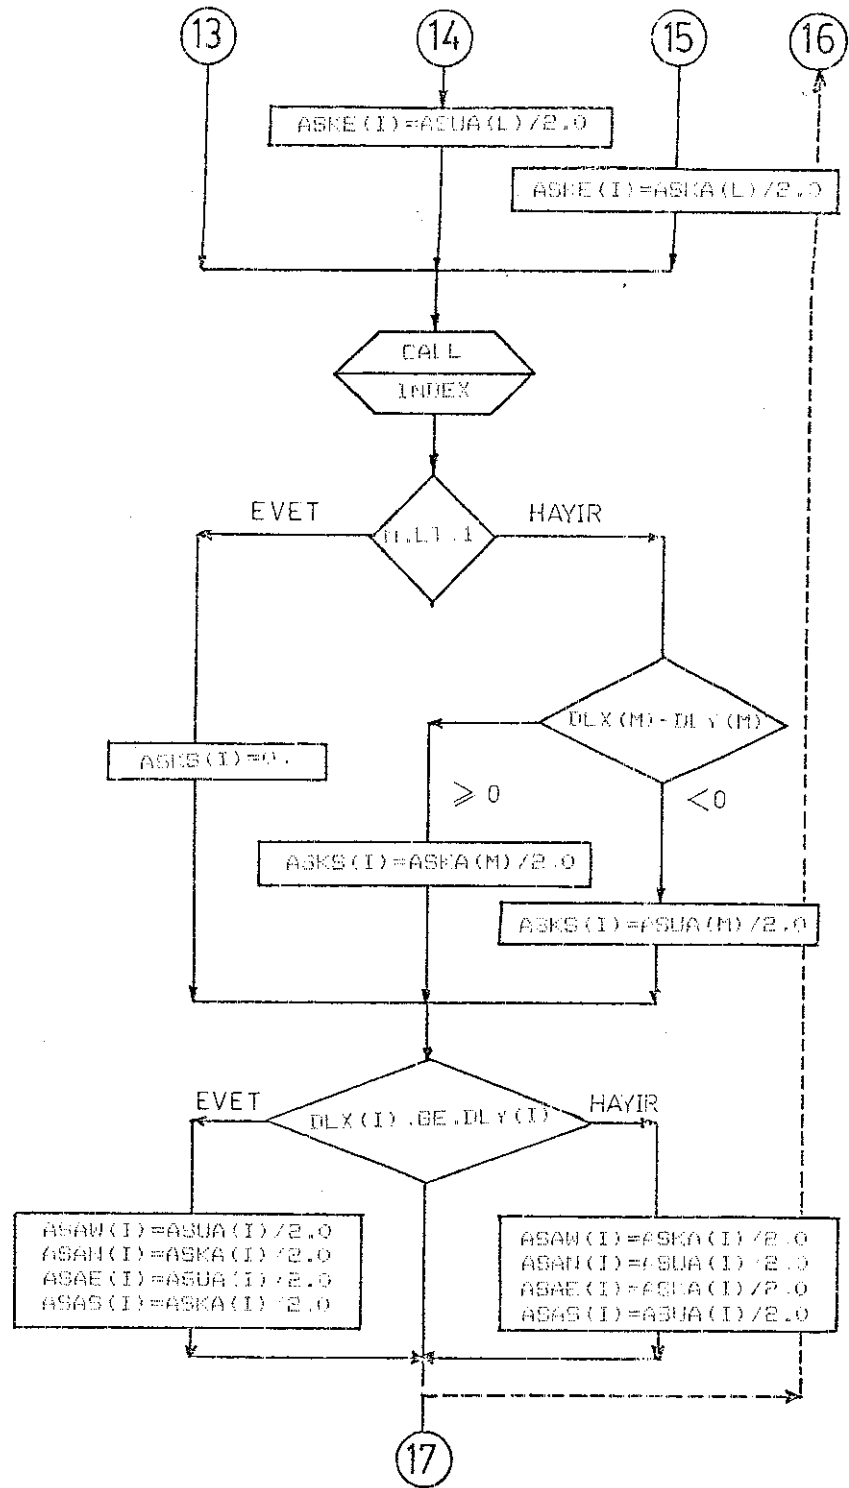 13
14
15
16
ASKE(I)=ASUA(L)/2.0
ASKE(I)=ASKA(L)/2.0
CALL
INDEX
EVET
M.LT.1
HAYIR
DLX(M)-DLY(M)
ASKS(I)=0.
≥ 0
<0
ASKS(I)=ASKA(M)/2.0
ASKS(I)=ASUA(M)/2.0
EVET
DLX(I).GE.DLY(I)
HAYIR
ASAW(I)=ASUA(I)/2.0
ASAN(I)=ASKA(I)/2.0
ASAE(I)=ASUA(I)/2.0
ASAS(I)=ASKA(I)/2.0
ASAW(I)=ASKA(I)/2.0
ASAN(I)=ASUA(I)/2.0
ASAE(I)=ASKA(I)/2.0
ASAS(I)=ASUA(I)/2.0
17